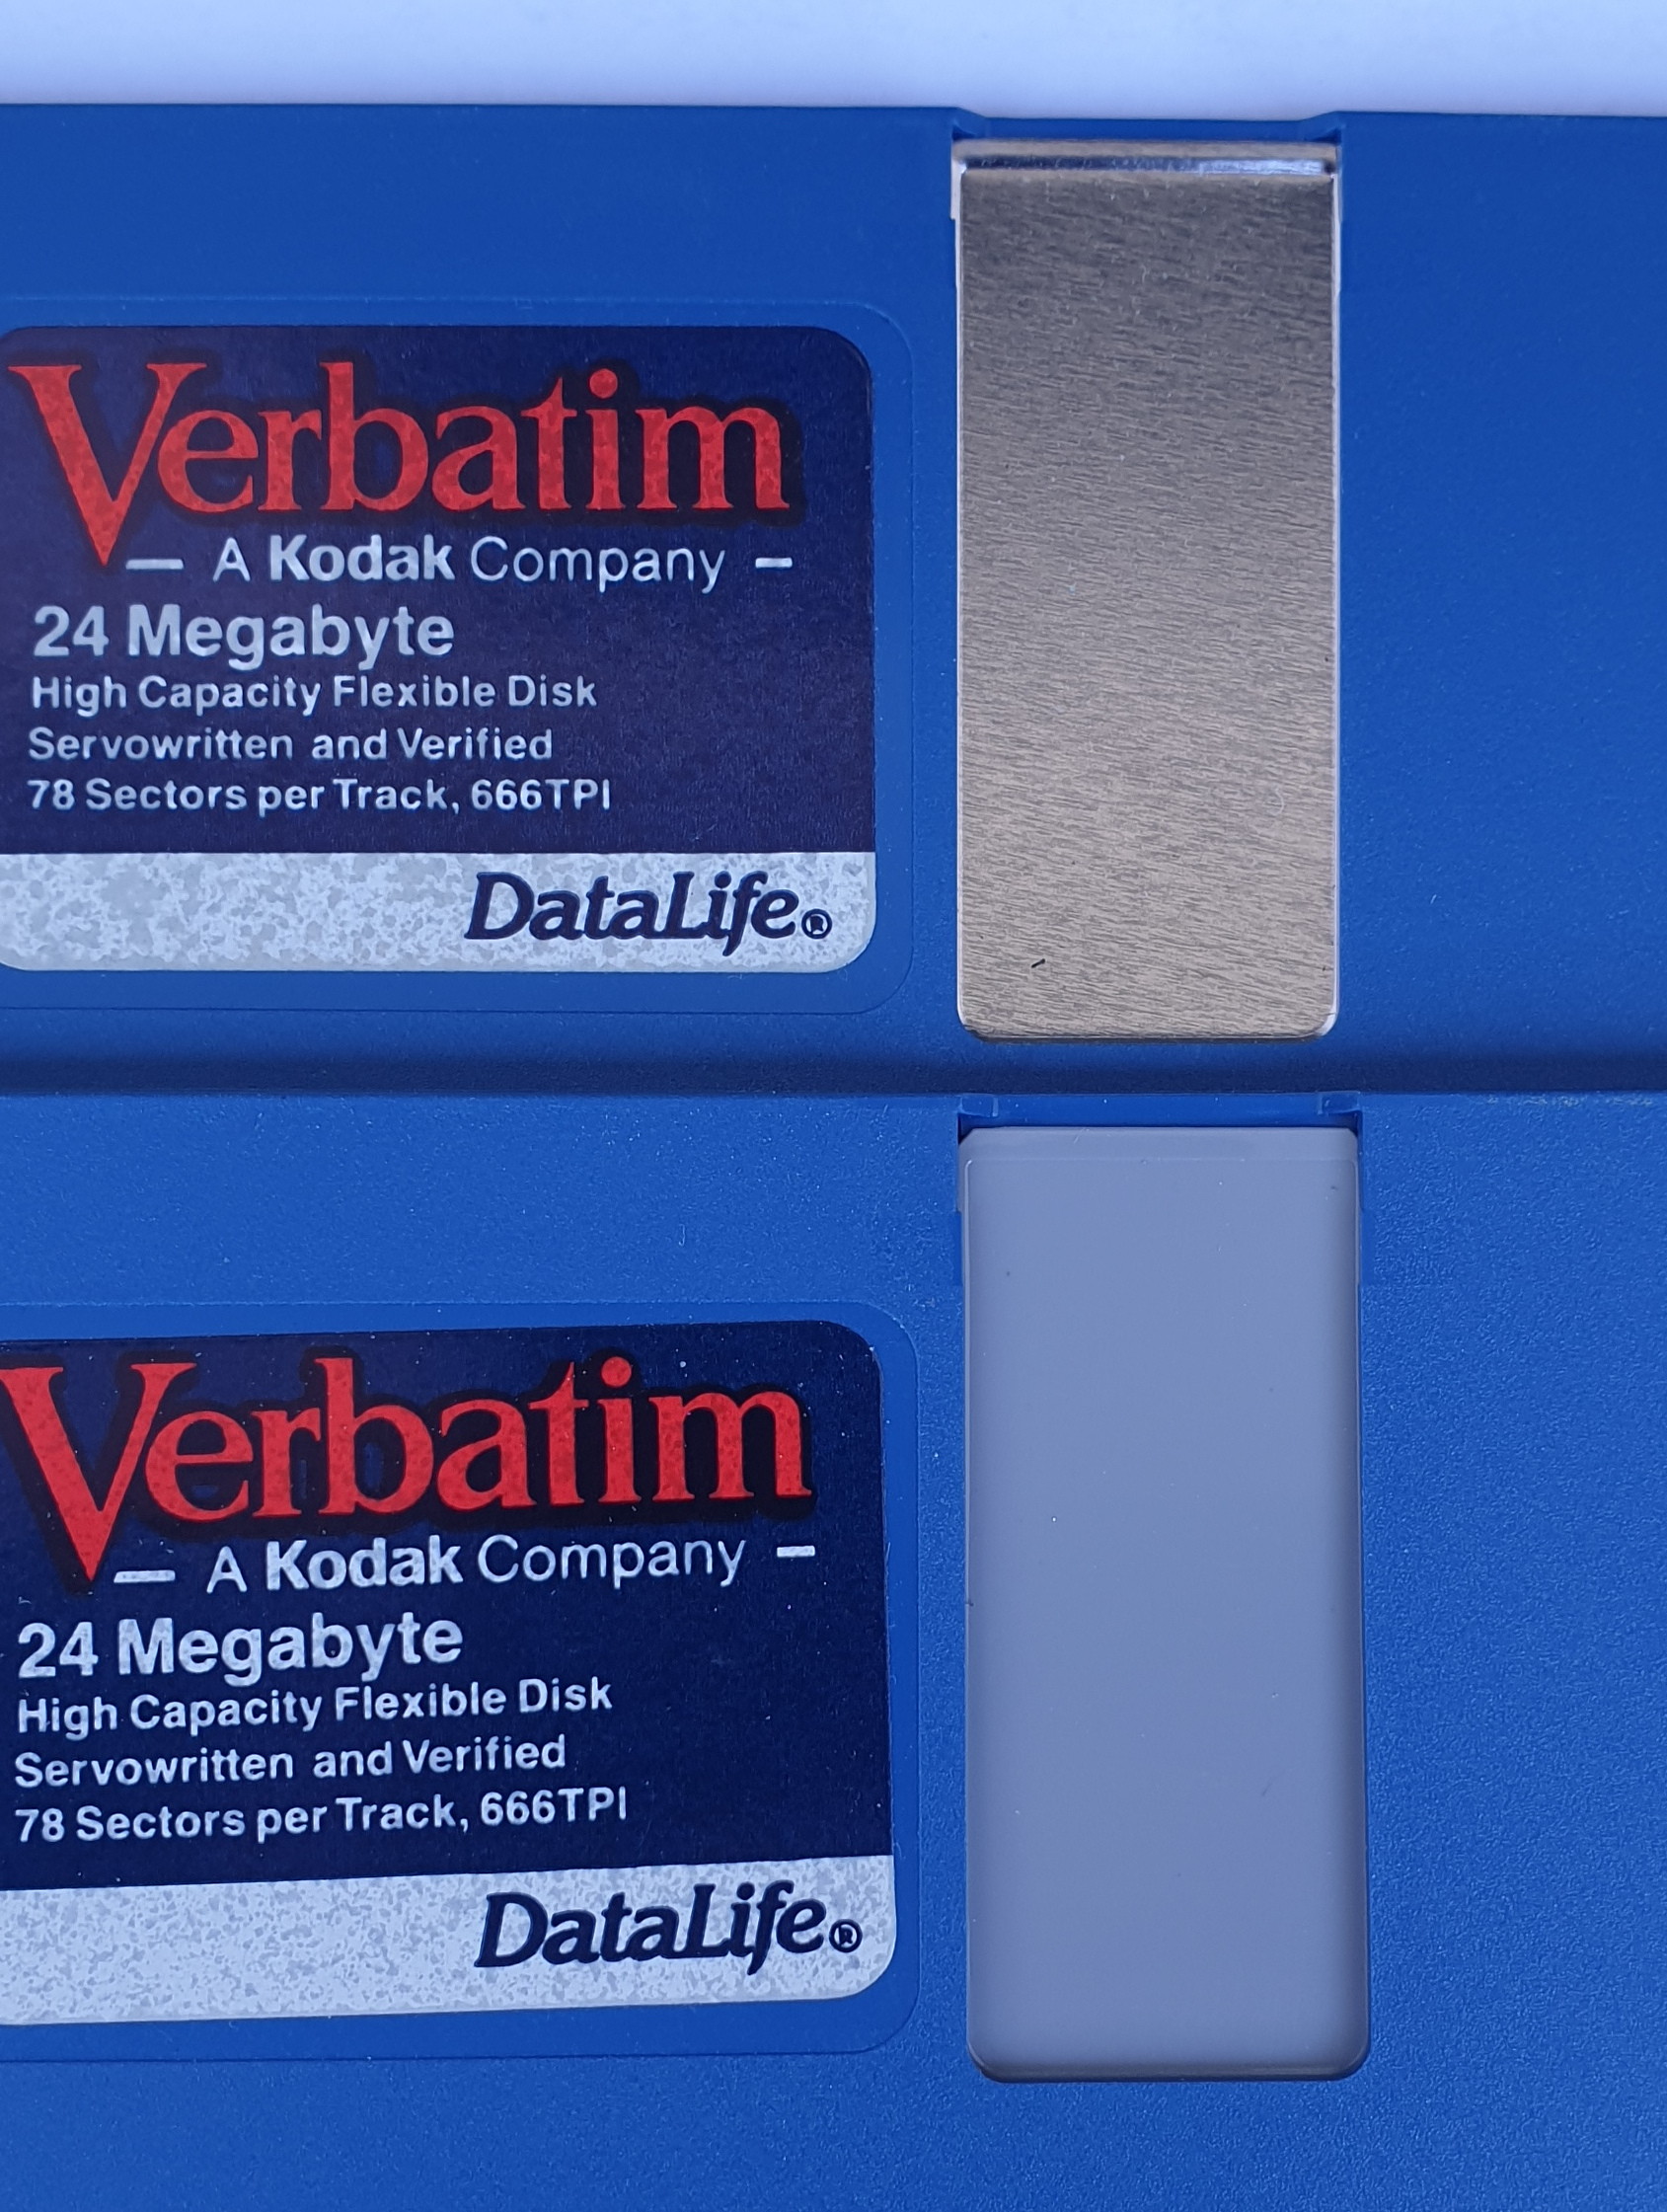 Verbatim
— A Kodak Company —
24 Megabyte
High Capacity Flexible Disk
Servowritten and Verified
78 Sectors per Track, 666TPI
DataLife®
Verbatim
— A Kodak Company —
24 Megabyte
High Capacity Flexible Disk
Servowritten and Verified
78 Sectors per Track, 666TPI
DataLife®